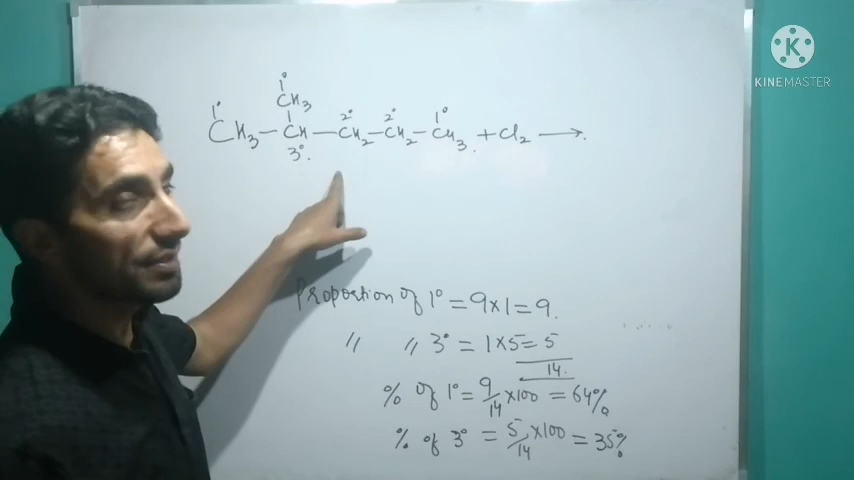 1°
CH3
1° 2° 2° 1°
CH3 — CH — CH2 — CH2 — CH3 + Cl2 ⟶
3°
Proportion of 1° = 9×1 = 9.
〃 〃 3° = 1×5 = 5
14.
% of 1° = 9/14 ×100 = 64%
% of 3° = 5/14 ×100 = 35%
K
KINEMASTER